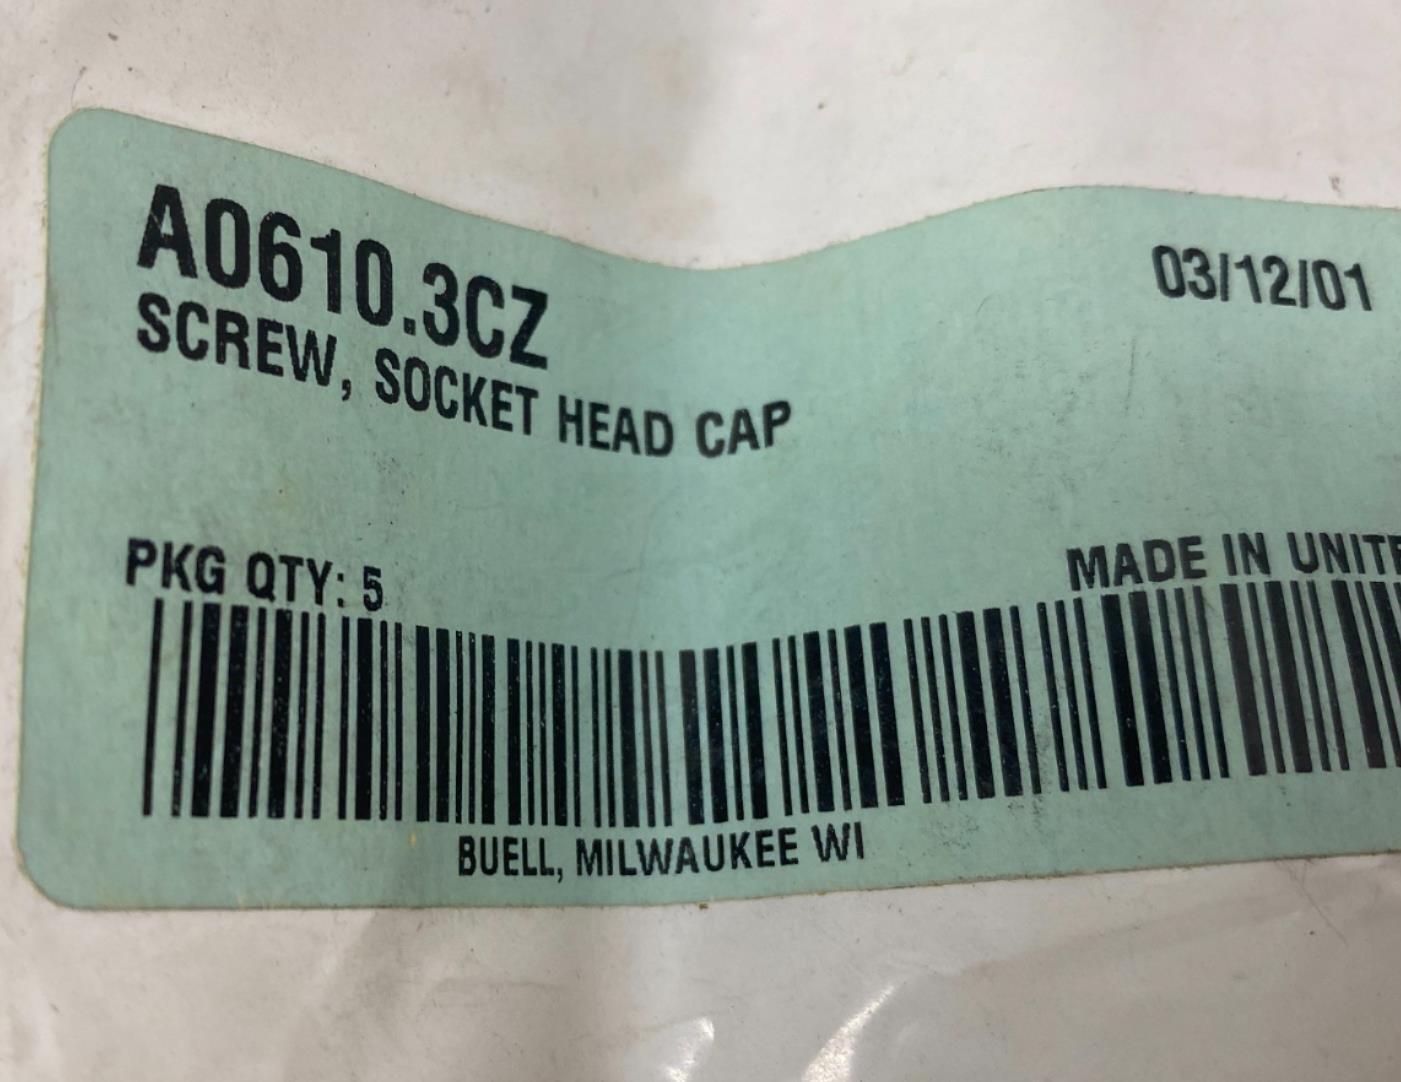 A0610.3CZ
03/12/01
SCREW, SOCKET HEAD CAP
PKG QTY: 5
MADE IN
BUELL, MILWAUKEE WI